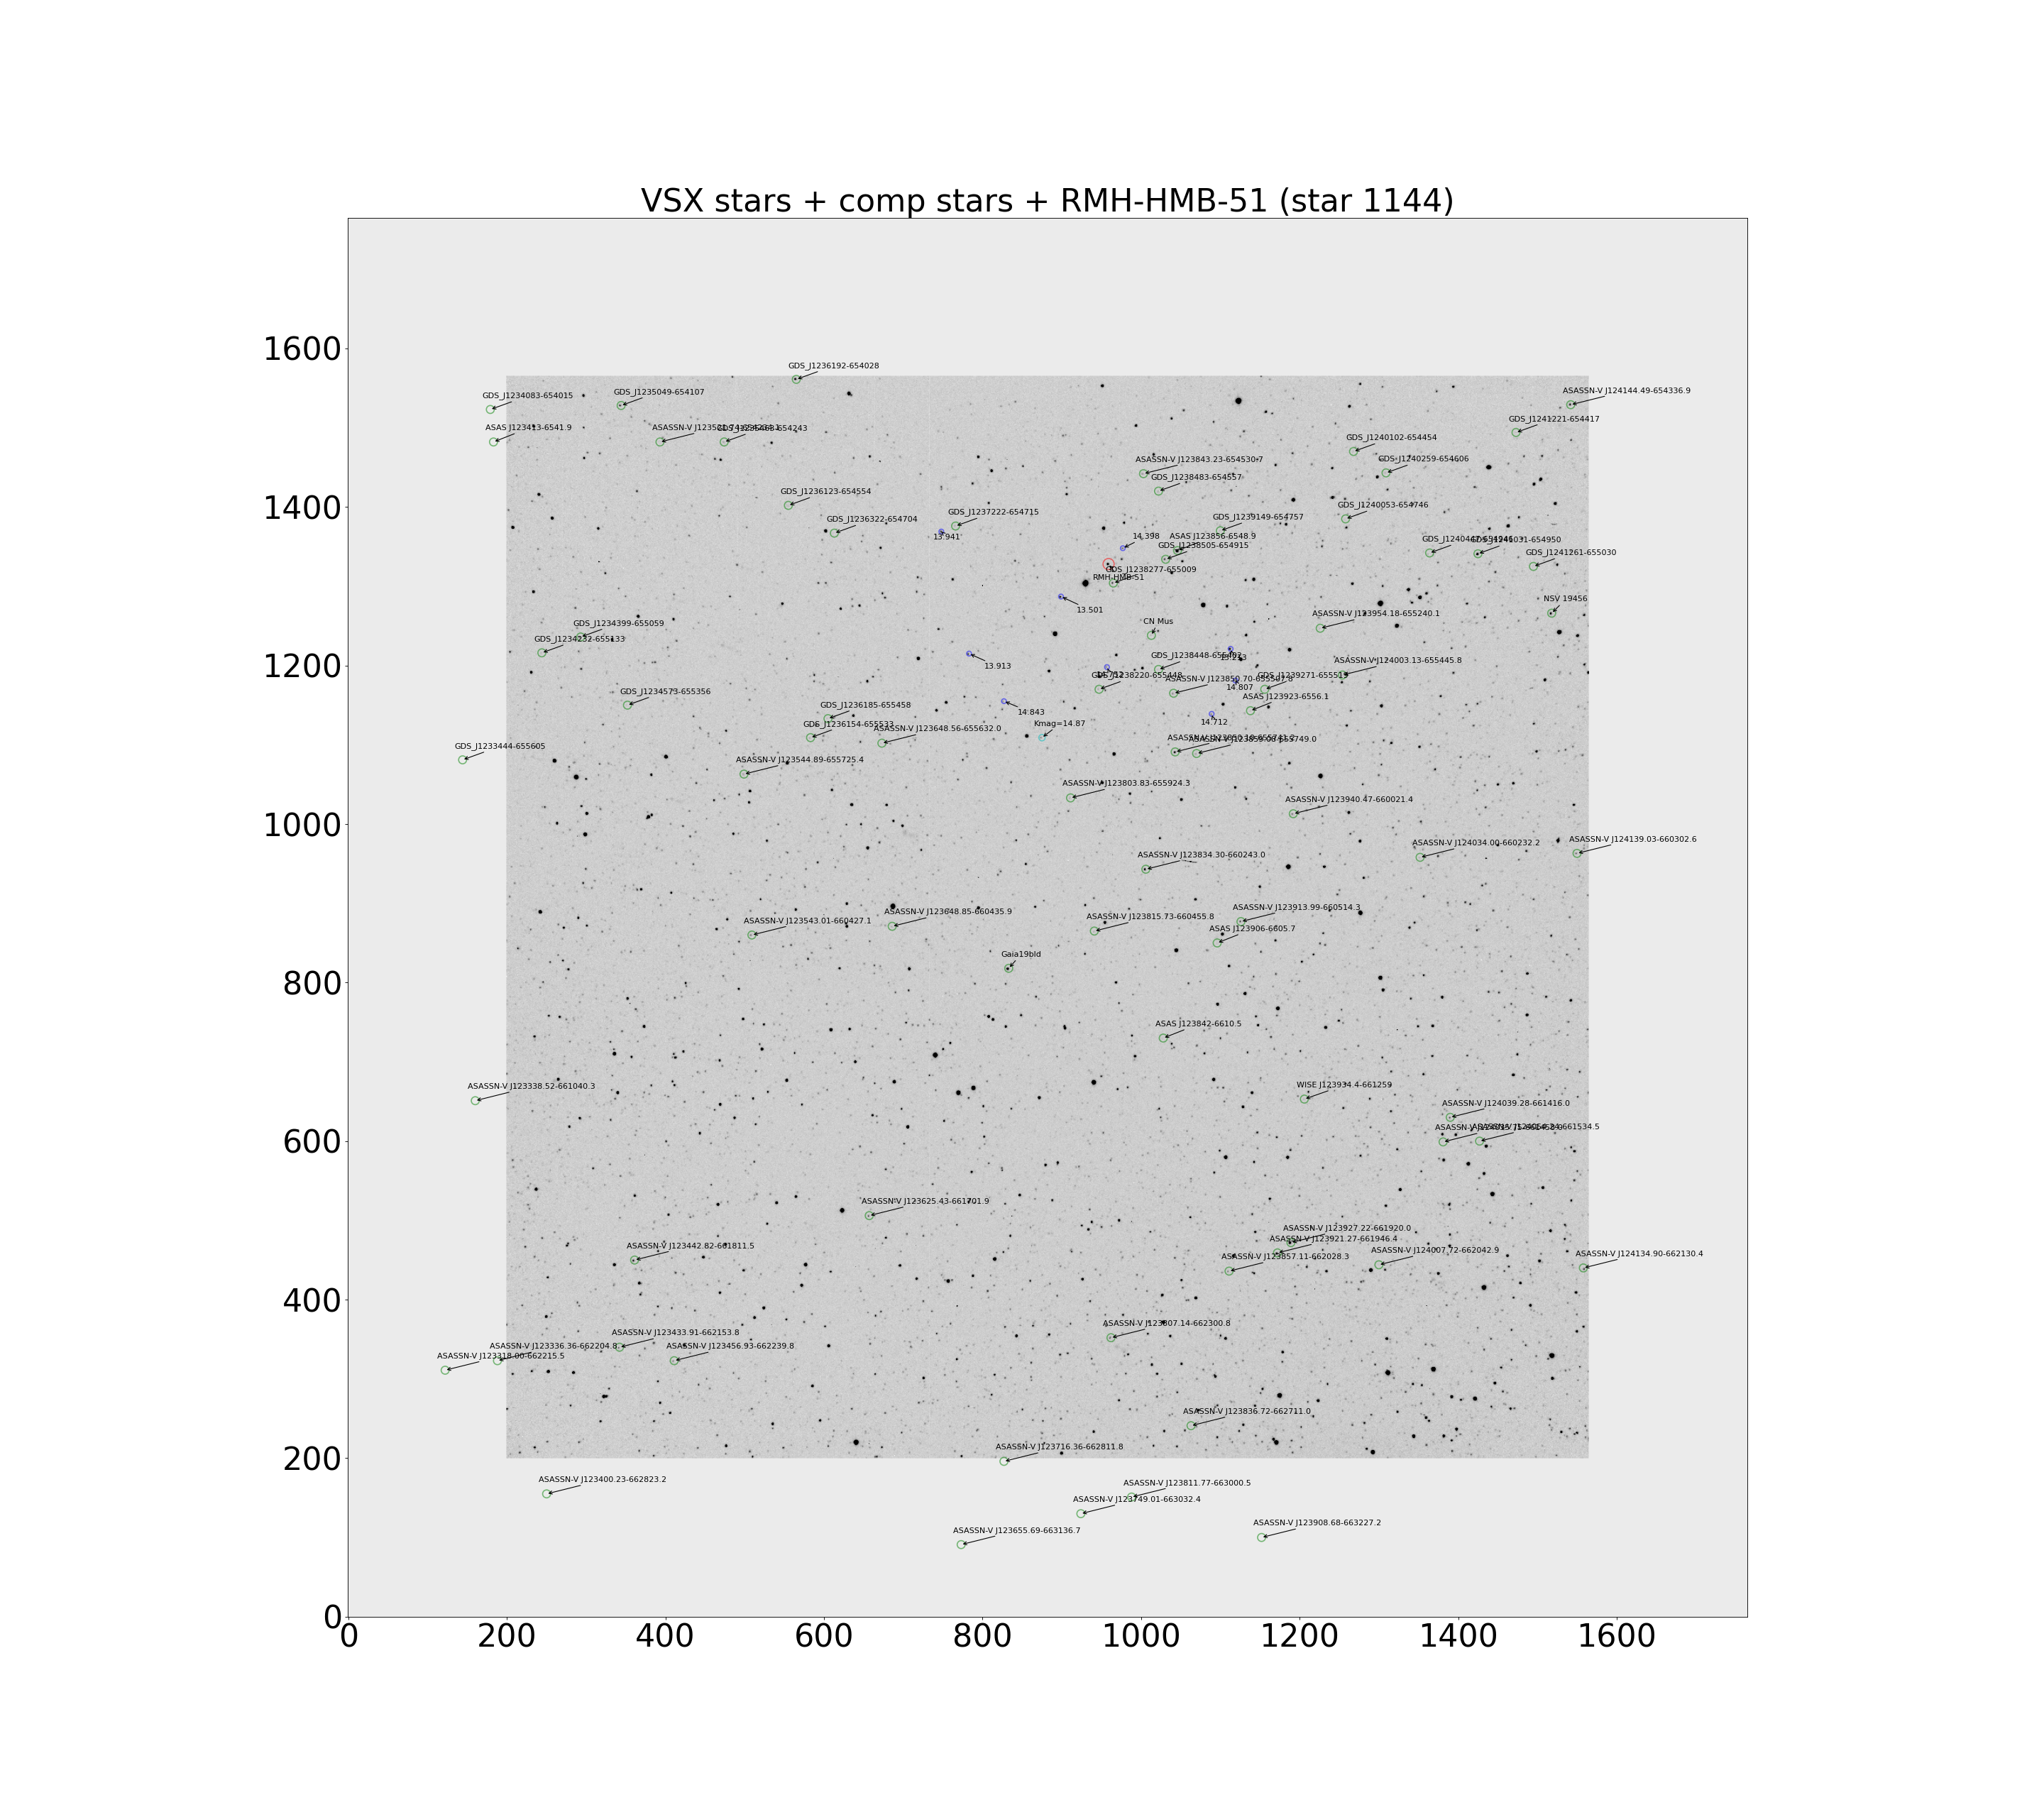 VSX stars + comp stars + RMH-HMB-51 (star 1144)
1600
GDS_J1236192-654028
GDS_J1234083-654015
GDS_J1235049-654107
ASASSN-V J124144.49-654336.9
GDS_J1241221-654417
GDS_J1240102-654454
ASASSN-V J123843.23-654530.7
GDS_J1240259-654606
GDS_J1238483-654557
1400
GDS_J1236123-654554
GDS_J1240053-654746
GDS_J1237222-654715
GDS_J1236322-654704
GDS_J1239149-654757
13.941
14.398
ASAS J123856-6548.9
GDS_J1238505-654915
GDS_J1241261-655030
GDS_J1238277-655009
RMH-HMB-51
NSV 19456
13.501
ASASSN-V J123954.18-655240.1
CN Mus
GDS_J1234399-655059
1200
13.913
ASASSN-V J124003.13-655445.8
GDS_J1234573-655356
14.807
ASAS J123923-6556.1
GDS_J1236185-655458
14.843
14.712
Kmag=14.87
GDS_J1236154-655533
ASASSN-V J123648.56-655632.0
GDS_J1233444-655605
ASASSN-V J123544.89-655725.4
ASASSN-V J123803.83-655924.3
ASASSN-V J123940.47-660021.4
1000
ASASSN-V J124139.03-660302.6
ASASSN-V J124034.00-660232.2
ASASSN-V J123834.30-660243.0
ASASSN-V J123913.99-660514.3
ASASSN-V J123648.85-660435.9
ASASSN-V J123815.73-660455.8
ASASSN-V J123543.01-660427.1
ASAS J123906-6605.7
Gaia19bld
800
ASAS J123842-6610.5
ASASSN-V J123338.52-661040.3
WISE J123934.4-661259
ASASSN-V J124039.28-661416.0
600
ASASSN-V J123625.43-661701.9
ASASSN-V J123927.22-661920.0
ASASSN-V J123921.27-661946.4
ASASSN-V J123442.82-661811.5
ASASSN-V J124007.72-662042.9
ASASSN-V J124134.90-662130.4
ASASSN-V J123857.11-662028.3
400
ASASSN-V J123807.14-662300.8
ASASSN-V J123433.91-662153.8
ASASSN-V J123336.36-662204.8
ASASSN-V J123456.93-662239.8
ASASSN-V J123318.00-662215.5
ASASSN-V J123836.72-662711.0
200
ASASSN-V J123716.36-662811.8
ASASSN-V J123400.23-662823.2
ASASSN-V J123811.77-663000.5
ASASSN-V J123749.01-663032.4
ASASSN-V J123908.68-663227.2
ASASSN-V J123655.69-663136.7
0
0 200 400 600 800 1000 1200 1400 1600